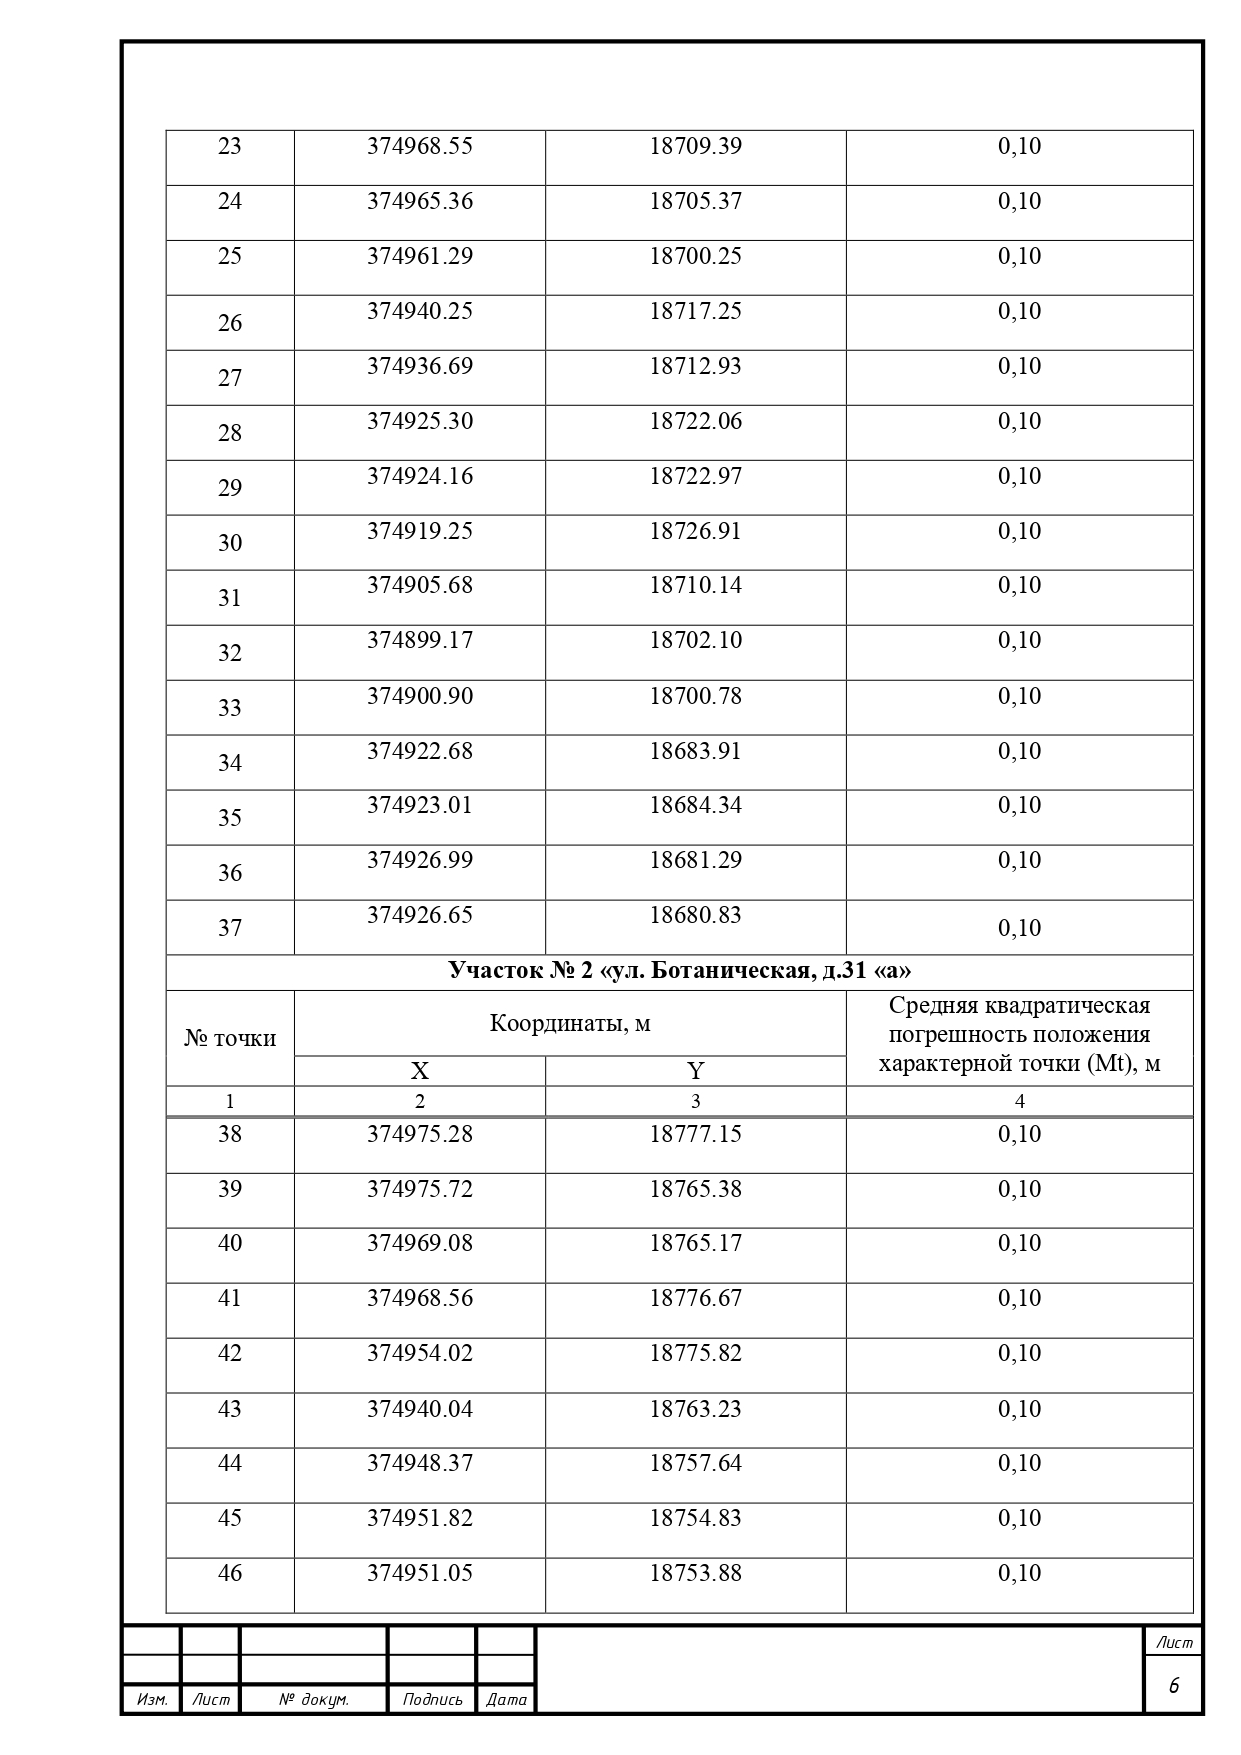 23 374968.55 18709.39 0,10
24 374965.36 18705.37 0,10
25 374961.29 18700.25 0,10
26 374940.25 18717.25 0,10
27 374936.69 18712.93 0,10
28 374925.30 18722.06 0,10
29 374924.16 18722.97 0,10
30 374919.25 18726.91 0,10
31 374905.68 18710.14 0,10
32 374899.17 18702.10 0,10
33 374900.90 18700.78 0,10
34 374922.68 18683.91 0,10
35 374923.01 18684.34 0,10
36 374926.99 18681.29 0,10
37 374926.65 18680.83 0,10
Участок № 2 «ул. Ботаническая, д.31 «а»
№ точки
Координаты, м
Средняя квадратическая
погрешность положения
характерной точки (Mt), м
X Y
1 2 3 4
38 374975.28 18777.15 0,10
39 374975.72 18765.38 0,10
40 374969.08 18765.17 0,10
41 374968.56 18776.67 0,10
42 374954.02 18775.82 0,10
43 374940.04 18763.23 0,10
44 374948.37 18757.64 0,10
45 374951.82 18754.83 0,10
46 374951.05 18753.88 0,10
Лист
6
Изм. Лист № докум. Подпись Дата